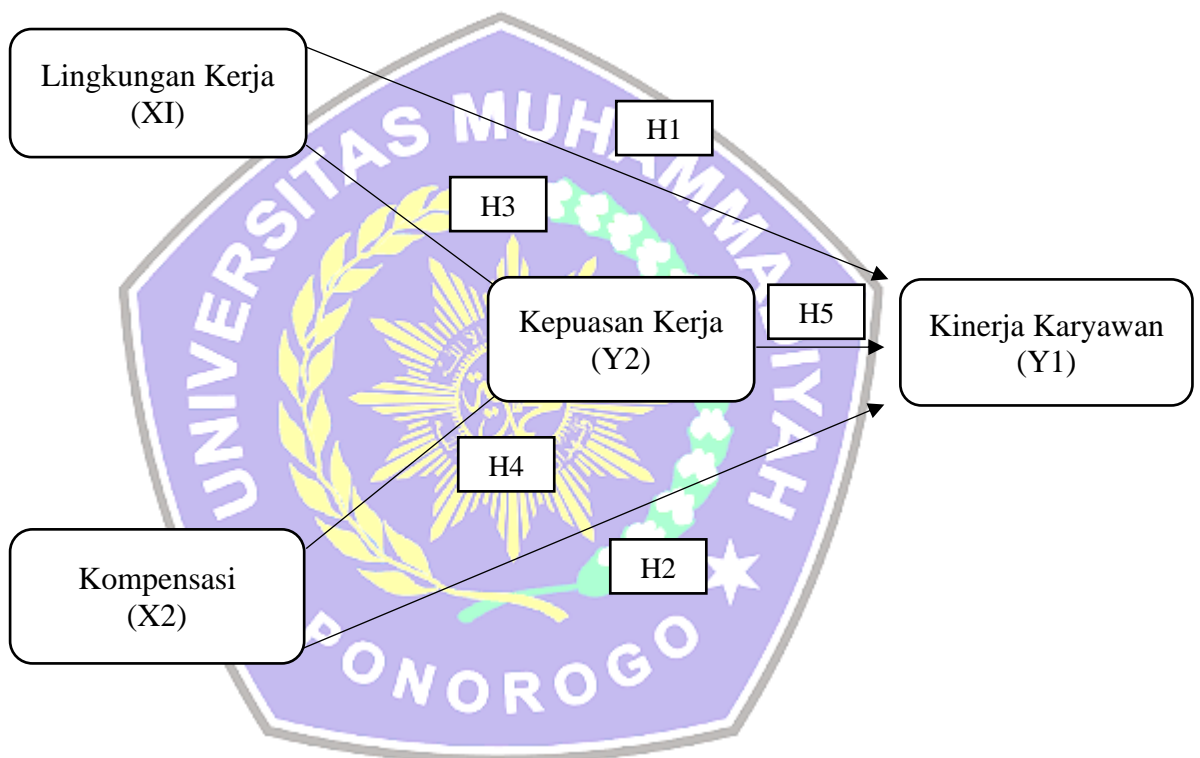 Lingkungan Kerja
(XI)
H1
H3
Kepuasan Kerja
(Y2)
H5
Kinerja Karyawan
(Y1)
H4
Kompensasi
(X2)
H2
UNIVERSITAS MUHAMMADIYAH
PONOROGO